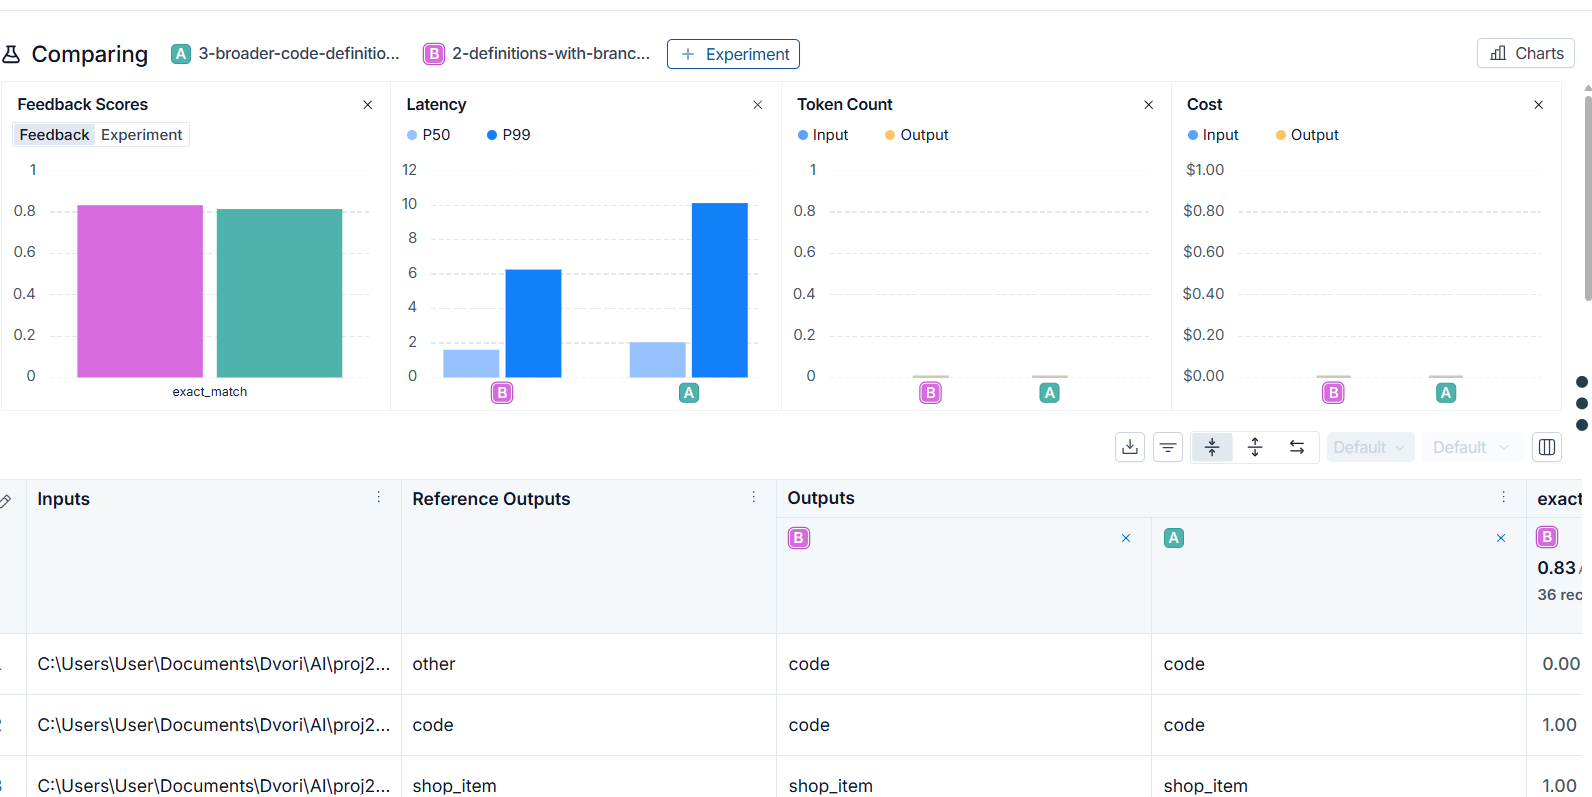 Comparing A 3-broader-code-definitio... B 2-definitions-with-branc... + Experiment Charts
Feedback Scores
Feedback Experiment
1
0.8
0.6
0.4
0.2
0
exact_match
Latency
P50 P99
12
10
8
6
4
2
0
B A
Token Count
Input Output
1
0.8
0.6
0.4
0.2
0
B A
Cost
Input Output
$1.00
$0.80
$0.60
$0.40
$0.20
$0.00
B A
Default Default
Inputs Reference Outputs Outputs exact
B A B
0.83
36 rec
C:\Users\User\Documents\Dvori\AI\proj2... other code code 0.00
C:\Users\User\Documents\Dvori\AI\proj2... code code code 1.00
C:\Users\User\Documents\Dvori\AI\proj2... shop_item shop_item shop_item 1.00